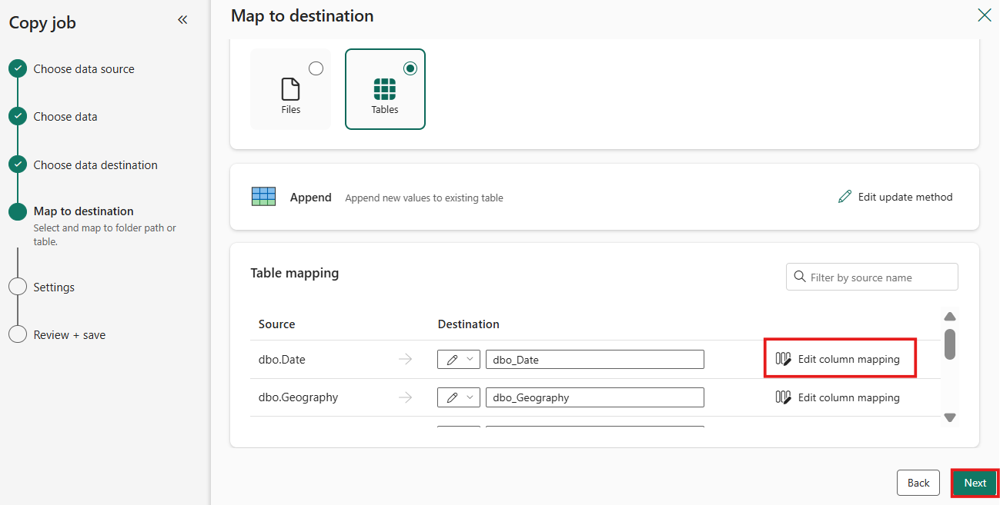 Copy job
Choose data source
Choose data
Choose data destination
Map to destination
Select and map to folder path or
table.
Settings
Review + save
Map to destination
Files
Tables
Append
Append new values to existing table
Edit update method
Table mapping
Filter by source name
Source
Destination
dbo.Date
dbo_Date
Edit column mapping
dbo.Geography
dbo_Geography
Edit column mapping
Back
Next